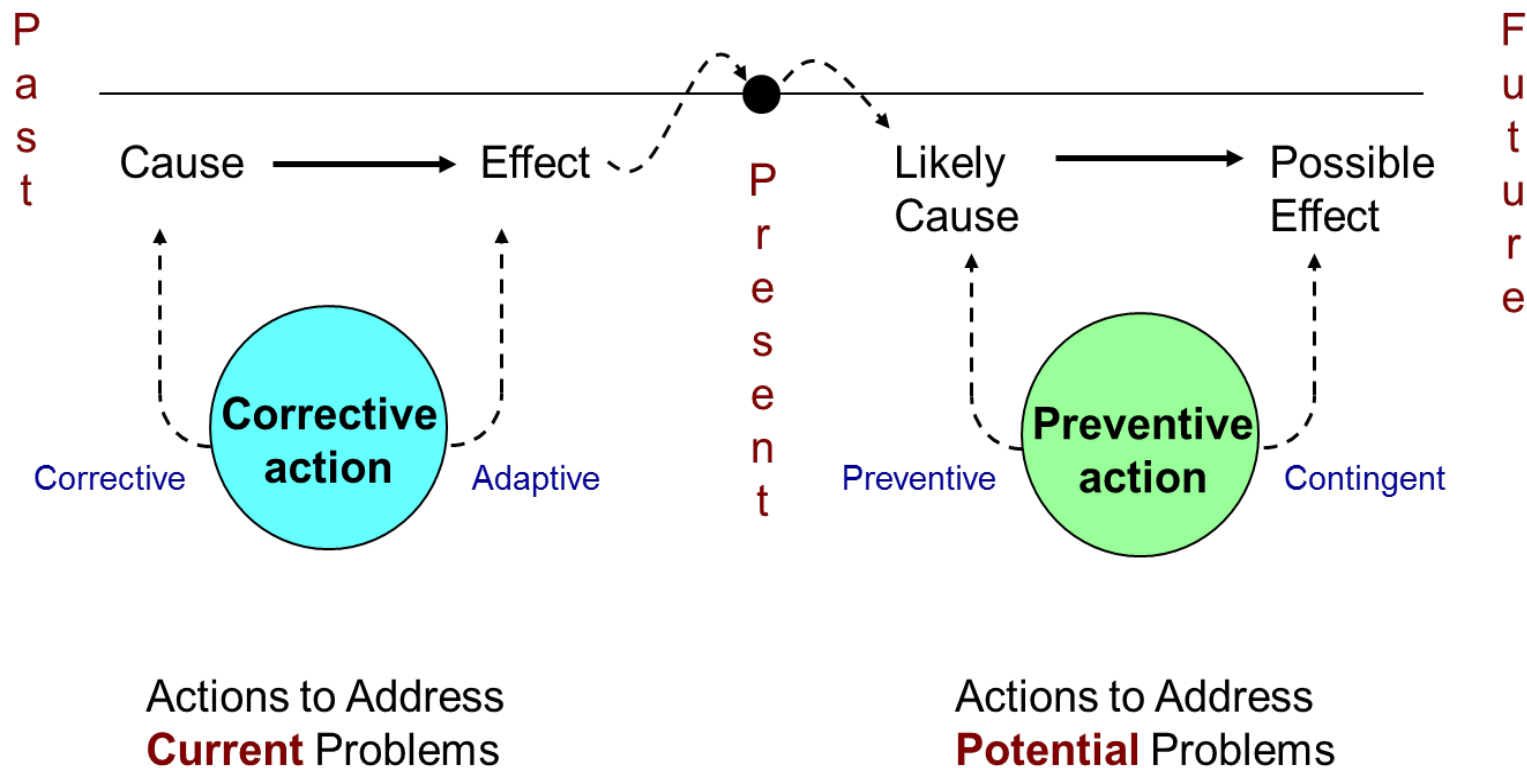 Past
Future
Present
Cause
Effect
Likely
Cause
Possible
Effect
Corrective
action
Corrective
Adaptive
Preventive
action
Preventive
Contingent
Actions to Address
Current Problems
Actions to Address
Potential Problems